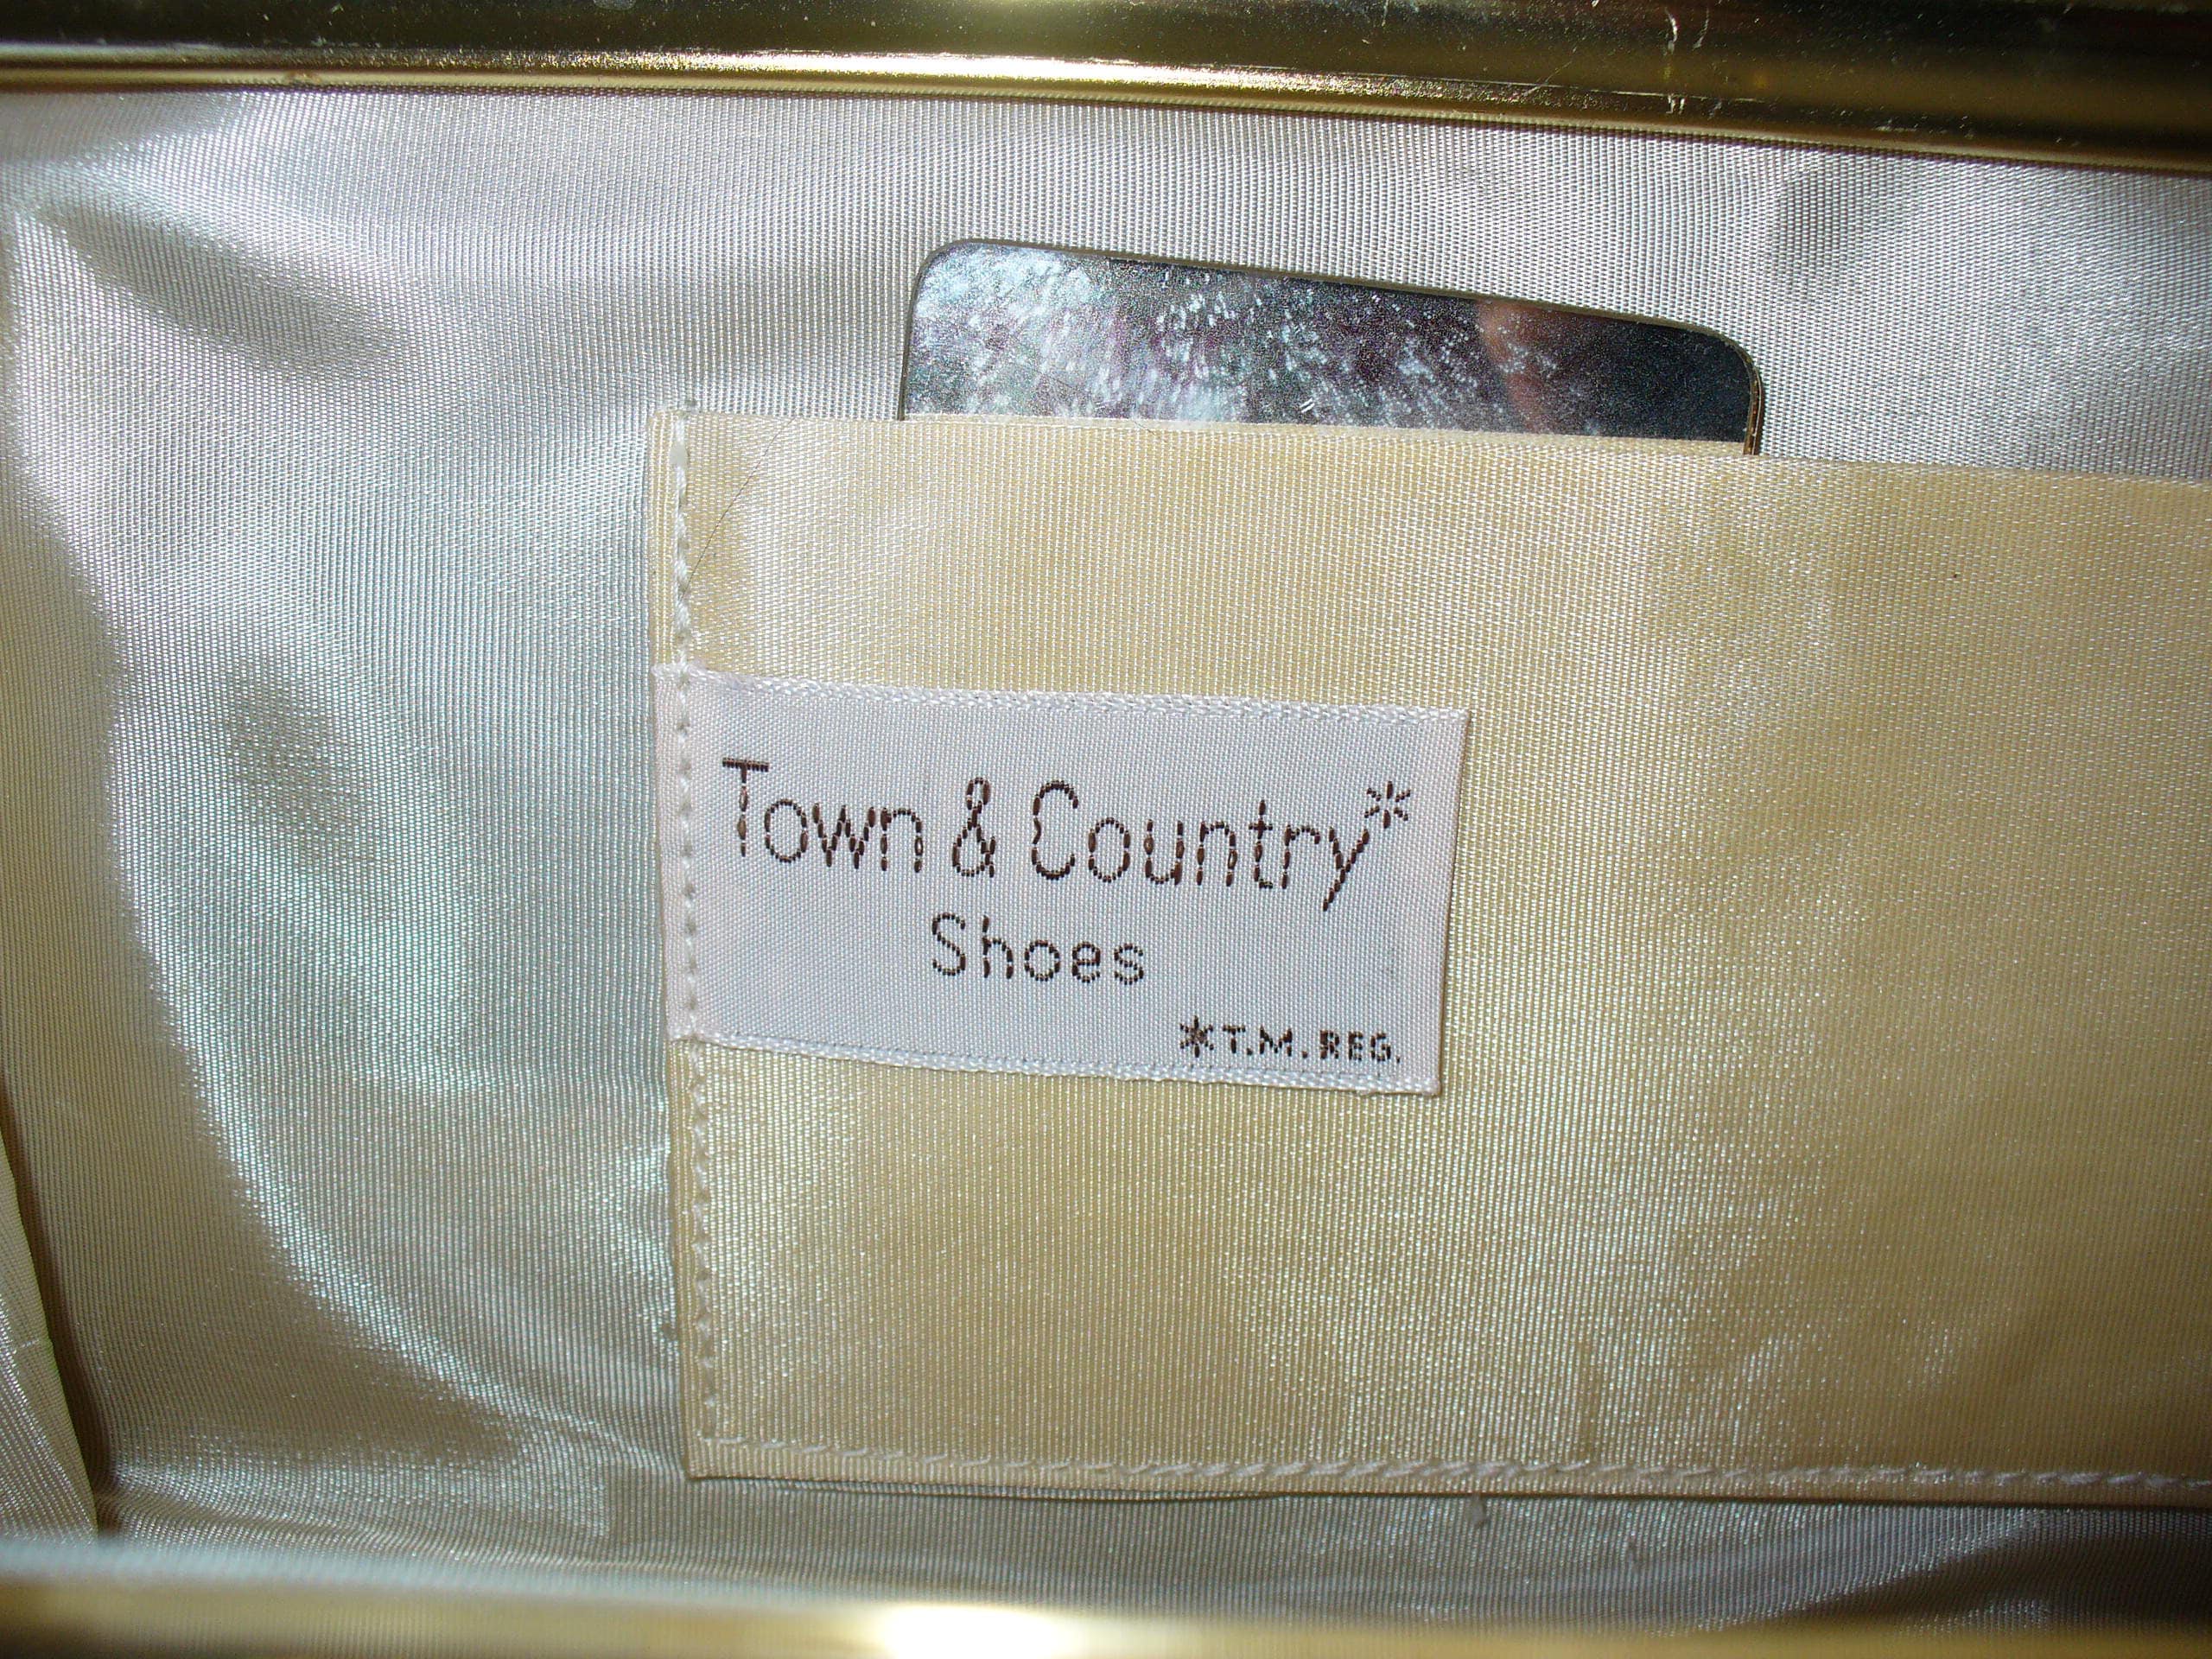 Town & Country*
Shoes
*T.M. REG.